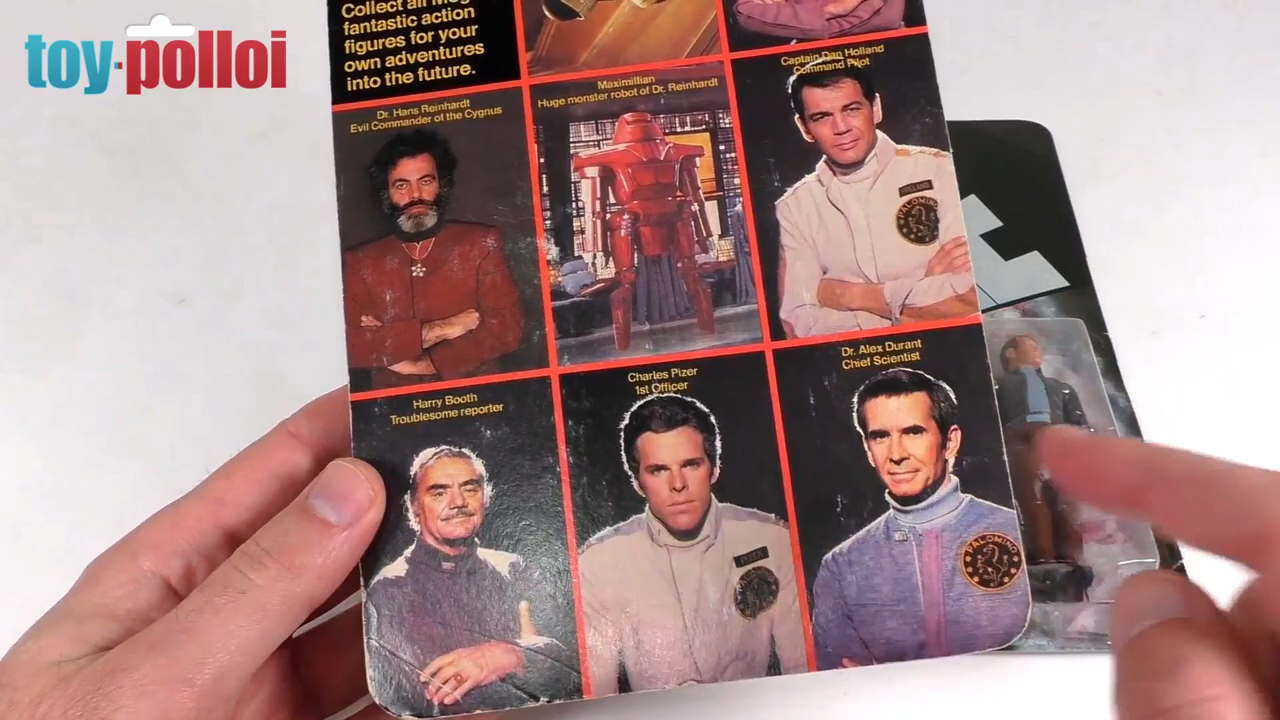 toy-polloi
Collect all Mego
fantastic action
figures for your
own adventures
into the future.
Dr. Hans Reinhardt
Evil Commander of the Cygnus
Maximillian
Huge monster robot of Dr. Reinhardt
Captain Dan Holland
Command Pilot
HOLLAND
PALOMINO
Harry Booth
Troublesome reporter
Charles Pizer
1st Officer
PIZER
Dr. Alex Durant
Chief Scientist
PALOMINO